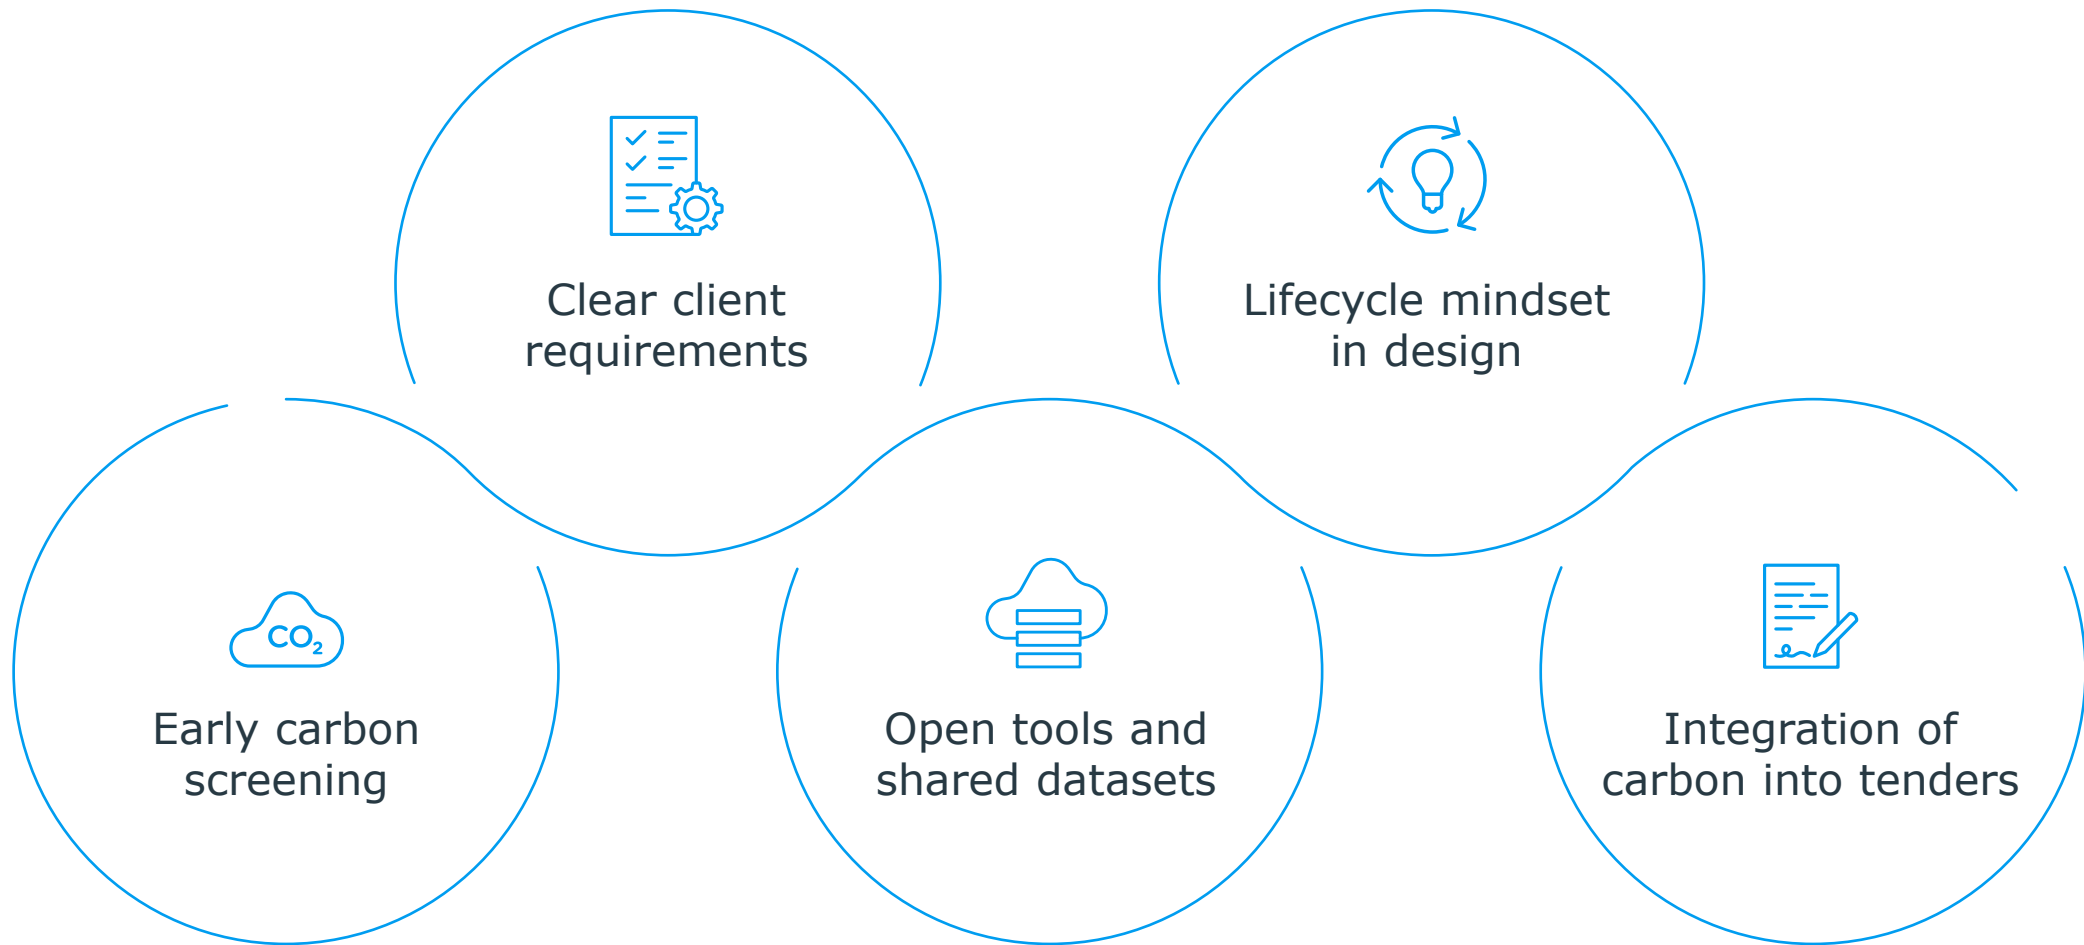 Clear client
requirements
Lifecycle mindset
in design
CO₂
Early carbon
screening
Open tools and
shared datasets
Integration of
carbon into tenders